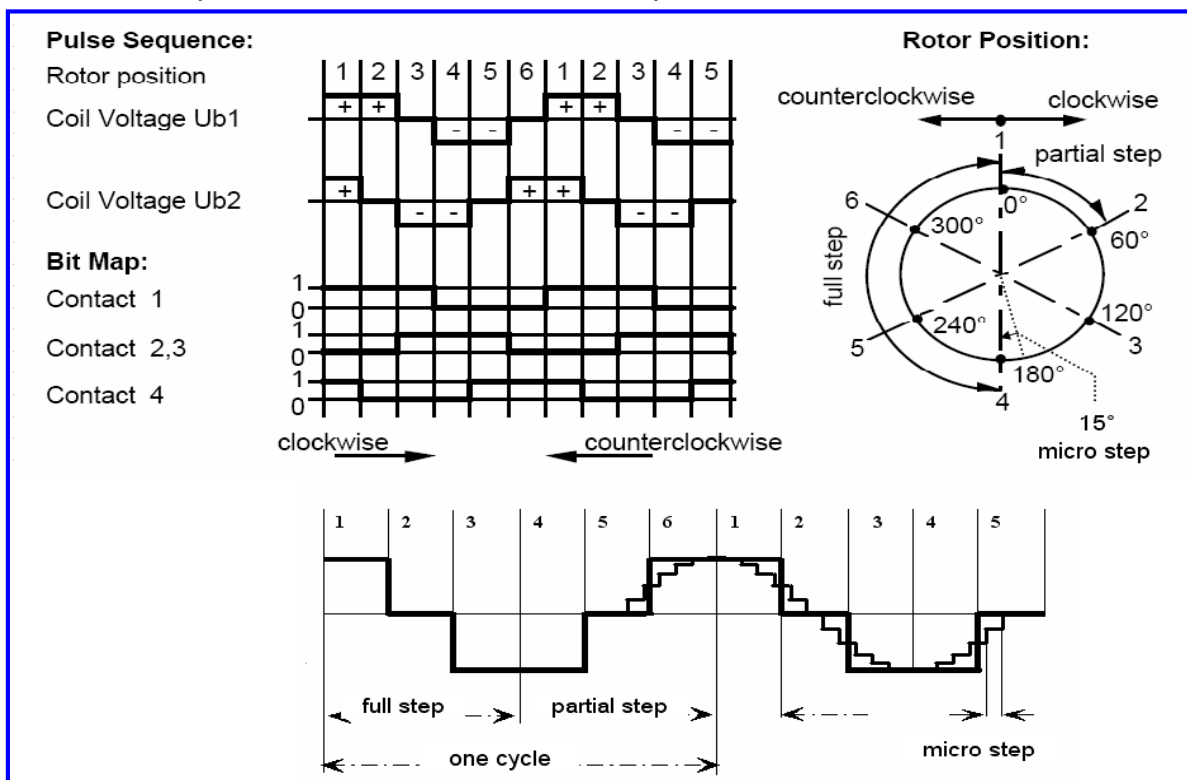 Pulse Sequence:
Rotor position 1 2 3 4 5 6 1 2 3 4 5
Coil Voltage Ub1 + + - - + + - -
Coil Voltage Ub2 + - - + + - -
Bit Map:
Contact 1 1 0
Contact 2,3 1 0
Contact 4 1 0
clockwise counterclockwise
Rotor Position:
counterclockwise clockwise
1
partial step
0°
6 2
300° 60°
full step
240° 120°
5 3
180°
4
15°
micro step
1 2 3 4 5 6 1 2 3 4 5
full step partial step
micro step
one cycle